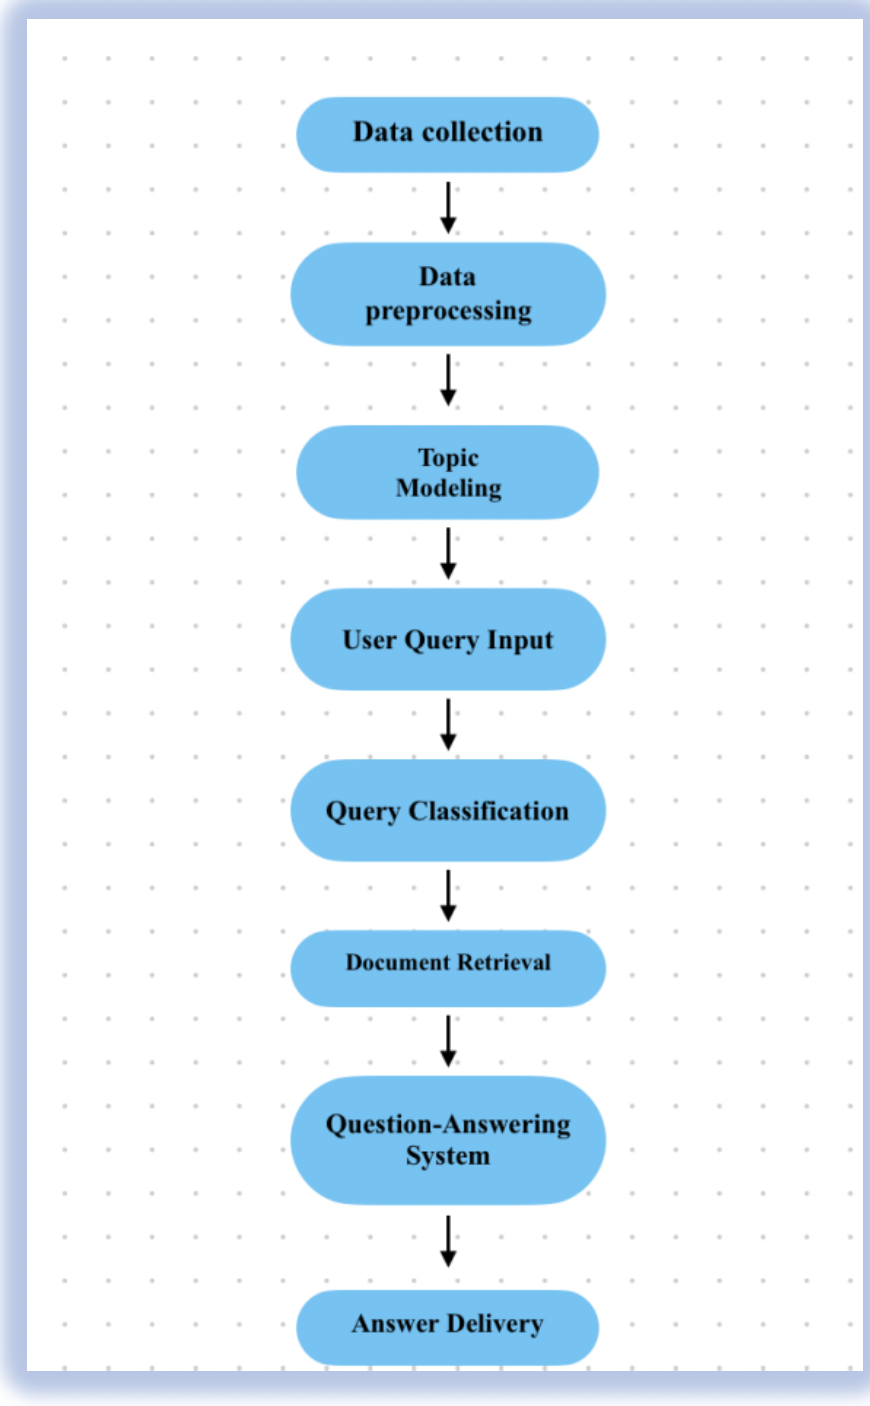 Data collection
Data
preprocessing
Topic
Modeling
User Query Input
Query Classification
Document Retrieval
Question-Answering
System
Answer Delivery